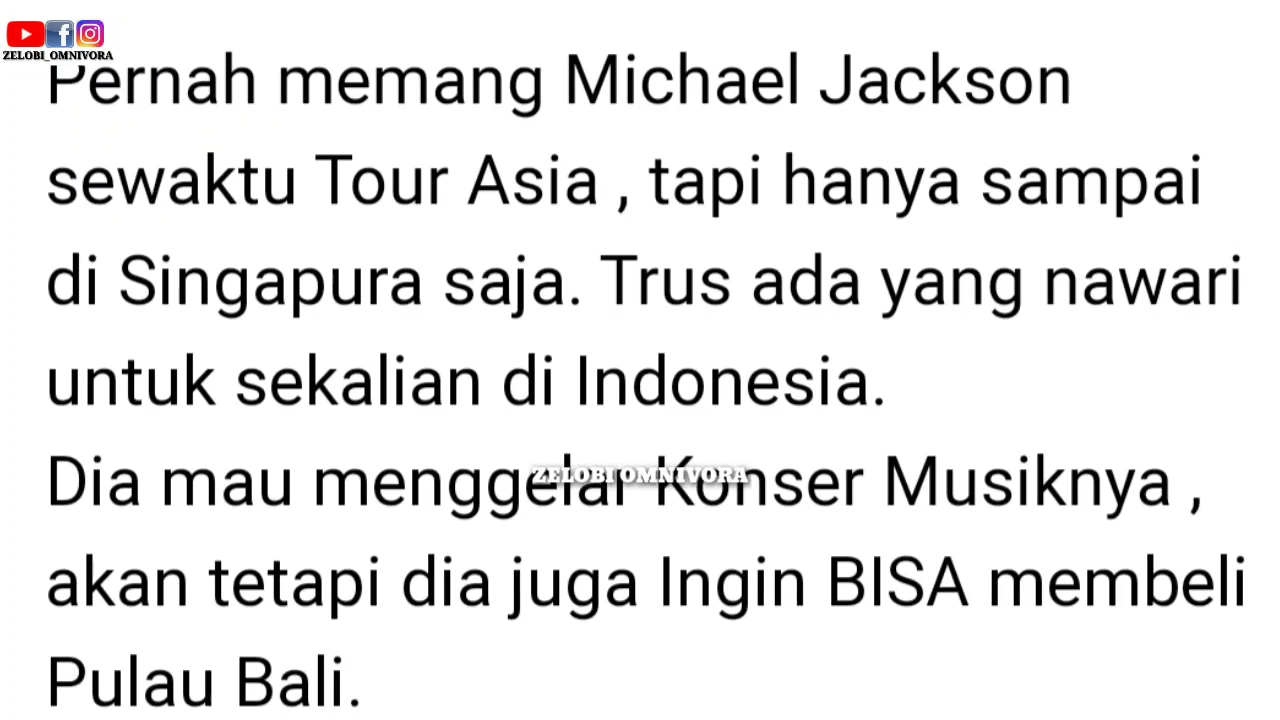 ZELOBI_OMNIVORA
Pernah memang Michael Jackson
sewaktu Tour Asia , tapi hanya sampai
di Singapura saja. Trus ada yang nawari
untuk sekalian di Indonesia.
ZELOBI OMNIVORA
Dia mau menggelar Konser Musiknya ,
akan tetapi dia juga Ingin BISA membeli
Pulau Bali.